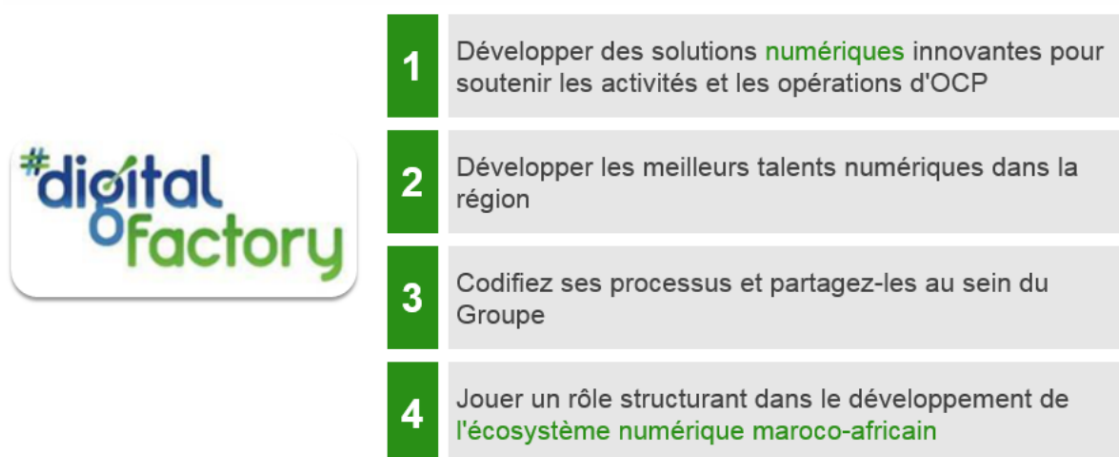 #digital
factory
1
Développer des solutions numériques innovantes pour
soutenir les activités et les opérations d'OCP
2
Développer les meilleurs talents numériques dans la
région
3
Codifiez ses processus et partagez-les au sein du
Groupe
4
Jouer un rôle structurant dans le développement de
l'écosystème numérique maroco-africain